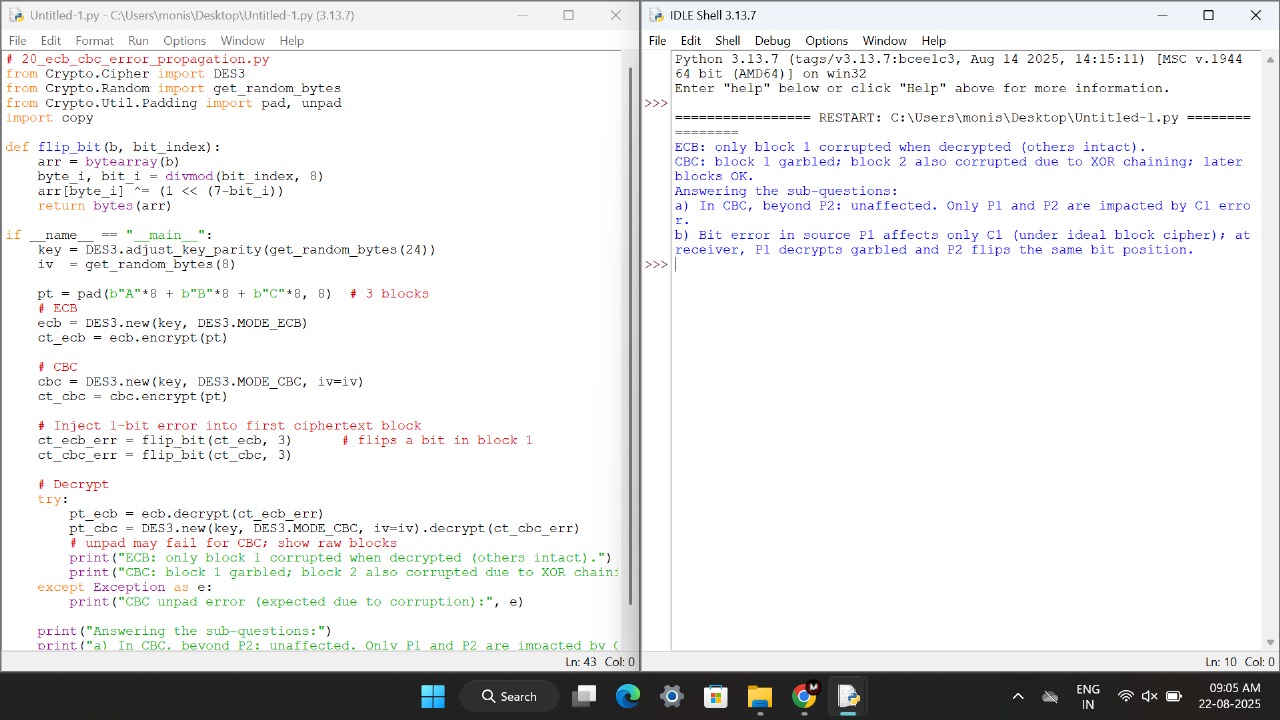 Untitled-1.py - C:\Users\monis\Desktop\Untitled-1.py (3.13.7)
File Edit Format Run Options Window Help
# 20_ecb_cbc_error_propagation.py
from Crypto.Cipher import DES3
from Crypto.Random import get_random_bytes
from Crypto.Util.Padding import pad, unpad
import copy

def flip_bit(b, bit_index):
    arr = bytearray(b)
    byte_i, bit_i = divmod(bit_index, 8)
    arr[byte_i] ^= (1 << (7-bit_i))
    return bytes(arr)

if __name__ == "__main__":
    key = DES3.adjust_key_parity(get_random_bytes(24))
    iv  = get_random_bytes(8)

    pt = pad(b"A"*8 + b"B"*8 + b"C"*8, 8)  # 3 blocks
    # ECB
    ecb = DES3.new(key, DES3.MODE_ECB)
    ct_ecb = ecb.encrypt(pt)

    # CBC
    cbc = DES3.new(key, DES3.MODE_CBC, iv=iv)
    ct_cbc = cbc.encrypt(pt)

    # Inject 1-bit error into first ciphertext block
    ct_ecb_err = flip_bit(ct_ecb, 3)      # flips a bit in block 1
    ct_cbc_err = flip_bit(ct_cbc, 3)

    # Decrypt
    try:
        pt_ecb = ecb.decrypt(ct_ecb_err)
        pt_cbc = DES3.new(key, DES3.MODE_CBC, iv=iv).decrypt(ct_cbc_err)
        # unpad may fail for CBC; show raw blocks
        print("ECB: only block 1 corrupted when decrypted (others intact).")
        print("CBC: block 1 garbled; block 2 also corrupted due to XOR chaini
    except Exception as e:
        print("CBC unpad error (expected due to corruption):", e)

    print("Answering the sub-questions:")
    print("a) In CBC, beyond P2: unaffected. Only P1 and P2 are impacted by C
Ln: 43 Col: 0
IDLE Shell 3.13.7
File Edit Shell Debug Options Window Help
Python 3.13.7 (tags/v3.13.7:bcee1c3, Aug 14 2025, 14:15:11) [MSC v.1944
64 bit (AMD64)] on win32
Enter "help" below or click "Help" above for more information.
>>>
================= RESTART: C:\Users\monis\Desktop\Untitled-1.py ========
========
ECB: only block 1 corrupted when decrypted (others intact).
CBC: block 1 garbled; block 2 also corrupted due to XOR chaining; later
blocks OK.
Answering the sub-questions:
a) In CBC, beyond P2: unaffected. Only P1 and P2 are impacted by C1 erro
r.
b) Bit error in source P1 affects only C1 (under ideal block cipher); at
receiver, P1 decrypts garbled and P2 flips the same bit position.
>>>
Ln: 10 Col: 0
Search
M
ENG
IN
09:05 AM
22-08-2025